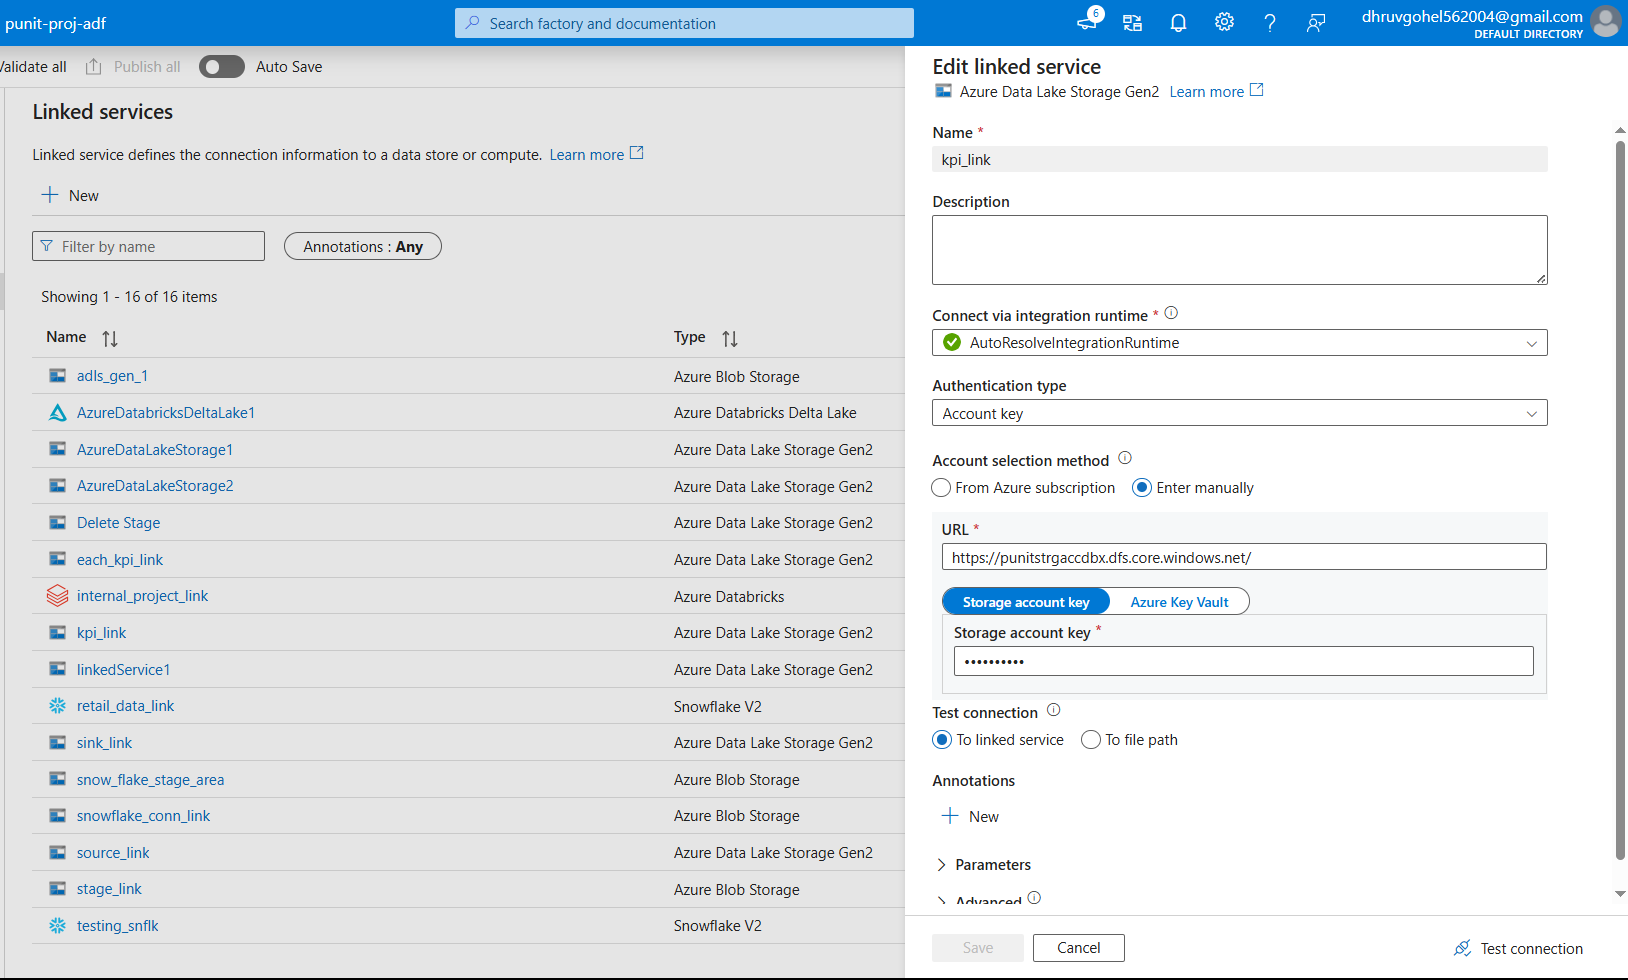 punit-proj-adf
Search factory and documentation
6
dhruvgohel562004@gmail.com
DEFAULT DIRECTORY
Validate all
Publish all
Auto Save
Linked services
Linked service defines the connection information to a data store or compute. Learn more
New
Filter by name
Annotations : Any
Showing 1 - 16 of 16 items
Name Type
adls_gen_1 Azure Blob Storage
AzureDatabricksDeltaLake1 Azure Databricks Delta Lake
AzureDataLakeStorage1 Azure Data Lake Storage Gen2
AzureDataLakeStorage2 Azure Data Lake Storage Gen2
Delete Stage Azure Data Lake Storage Gen2
each_kpi_link Azure Data Lake Storage Gen2
internal_project_link Azure Databricks
kpi_link Azure Data Lake Storage Gen2
linkedService1 Azure Data Lake Storage Gen2
retail_data_link Snowflake V2
sink_link Azure Data Lake Storage Gen2
snow_flake_stage_area Azure Blob Storage
snowflake_conn_link Azure Blob Storage
source_link Azure Data Lake Storage Gen2
stage_link Azure Blob Storage
testing_snflk Snowflake V2
Edit linked service
Azure Data Lake Storage Gen2 Learn more
Name *
kpi_link
Description
Connect via integration runtime *
AutoResolveIntegrationRuntime
Authentication type
Account key
Account selection method
From Azure subscription Enter manually
URL *
https://punitstrgaccdbx.dfs.core.windows.net/
Storage account key Azure Key Vault
Storage account key *
••••••••••
Test connection
To linked service To file path
Annotations
New
Parameters
Advanced
Save Cancel Test connection